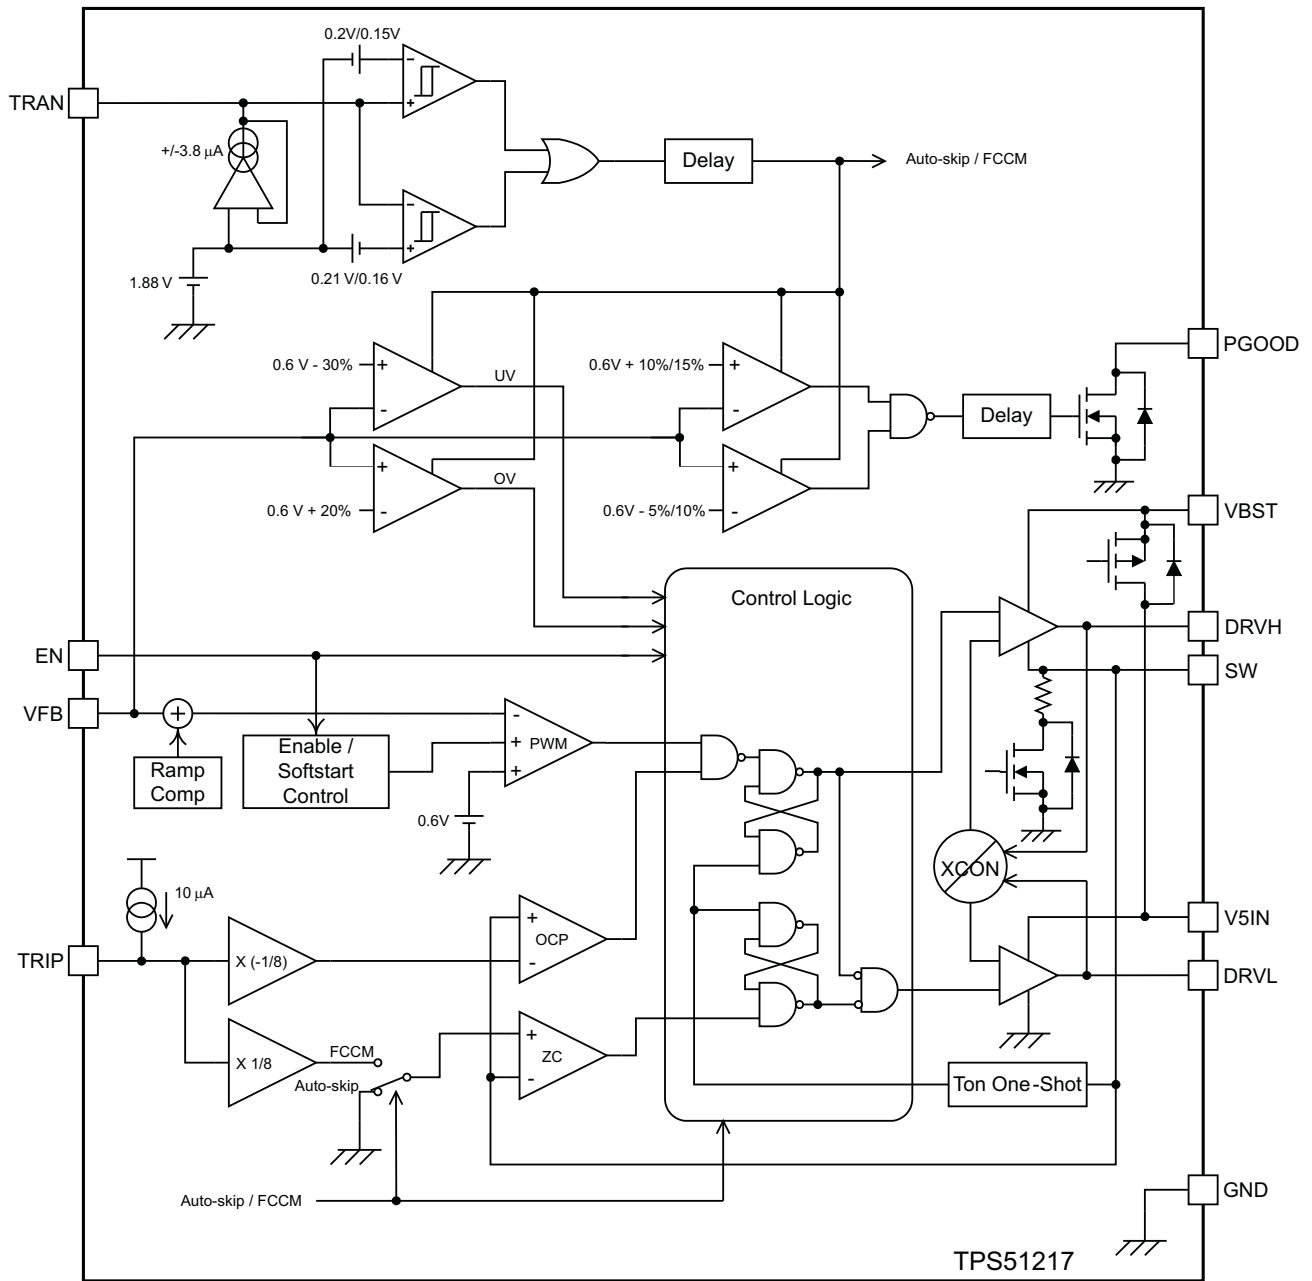 0.2V/0.15V
TRAN
+/-3.8 μA
-
+
-
+
Delay
Auto-skip / FCCM
1.88 V
0.21 V/0.16 V
PGOOD
0.6 V - 30%
+
-
UV
0.6V + 10%/15%
+
-
Delay
+
-
OV
0.6 V + 20%
+
-
0.6V - 5%/10%
VBST
Control Logic
DRVH
EN
SW
VFB
+
Ramp
Comp
Enable /
Softstart
Control
-
+
+
PWM
0.6V
XCON
10 μA
V5IN
TRIP
X (-1/8)
+
-
OCP
DRVL
X 1/8
FCCM
Auto-skip
+
-
ZC
Ton One-Shot
Auto-skip / FCCM
GND
TPS51217